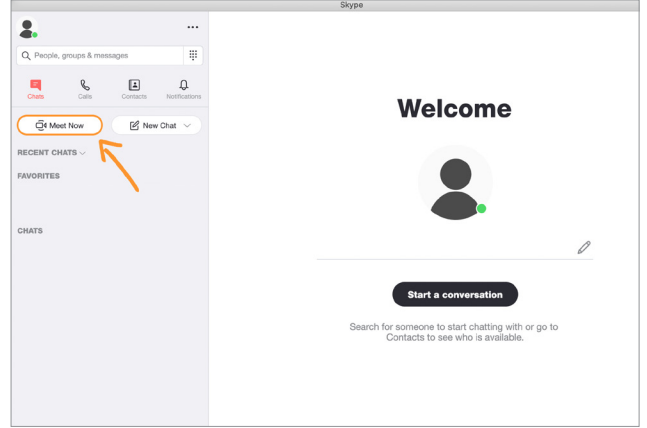 Skype
People, groups & messages
Chats
Calls
Contacts
Notifications
Meet Now
New Chat
RECENT CHATS
FAVORITES
CHATS
Welcome
Start a conversation
Search for someone to start chatting with or go to
Contacts to see who is available.